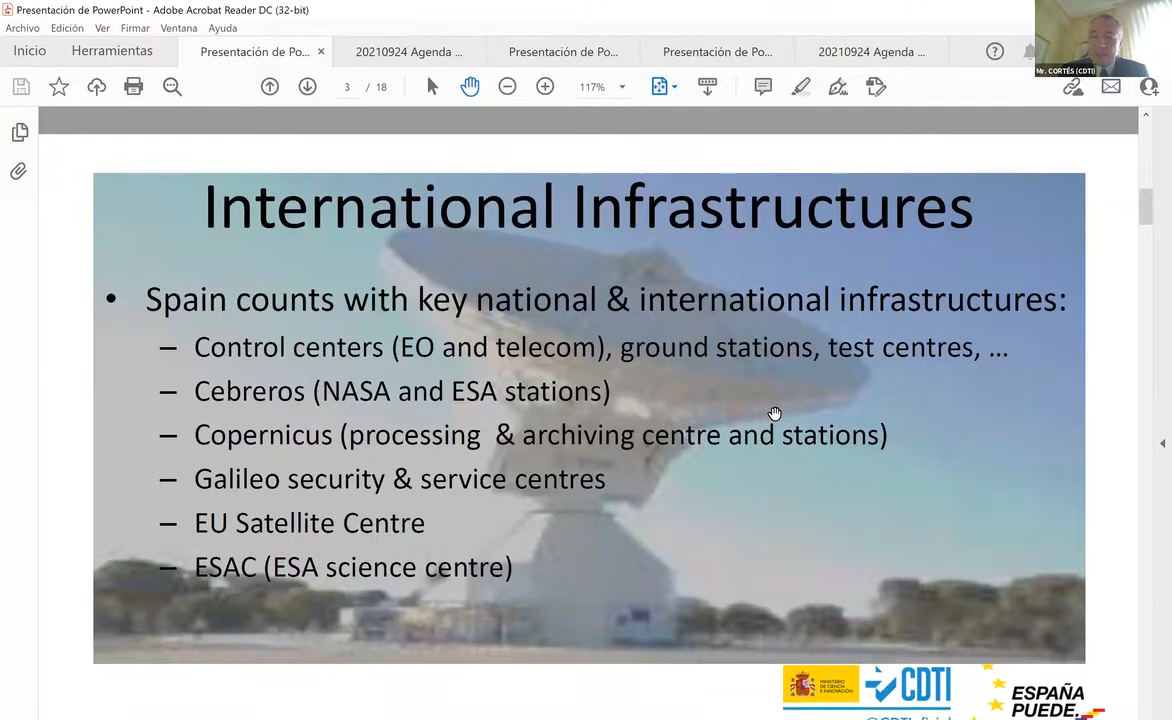 Presentación de PowerPoint - Adobe Acrobat Reader DC (32-bit)
Archivo Edición Ver Firmar Ventana Ayuda
Inicio Herramientas Presentación de Po... × 20210924 Agenda ... Presentación de Po... Presentación de Po... 20210924 Agenda ...
Mr. CORTÉS (CDTI)
3 / 18 117%
International Infrastructures
• Spain counts with key national & international infrastructures:
– Control centers (EO and telecom), ground stations, test centres, ...
– Cebreros (NASA and ESA stations)
– Copernicus (processing & archiving centre and stations)
– Galileo security & service centres
– EU Satellite Centre
– ESAC (ESA science centre)
MINISTERIO
DE CIENCIA
E INNOVACIÓN
CDTI
ESPAÑA
PUEDE.